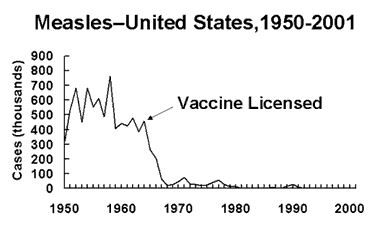 Measles–United States,1950-2001
900
800
700
600
500
400
300
200
100
0
Cases (thousands)
Vaccine Licensed
1950 1960 1970 1980 1990 2000